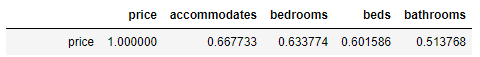 price accommodates bedrooms beds bathrooms
price 1.000000 0.667733 0.633774 0.601586 0.513768